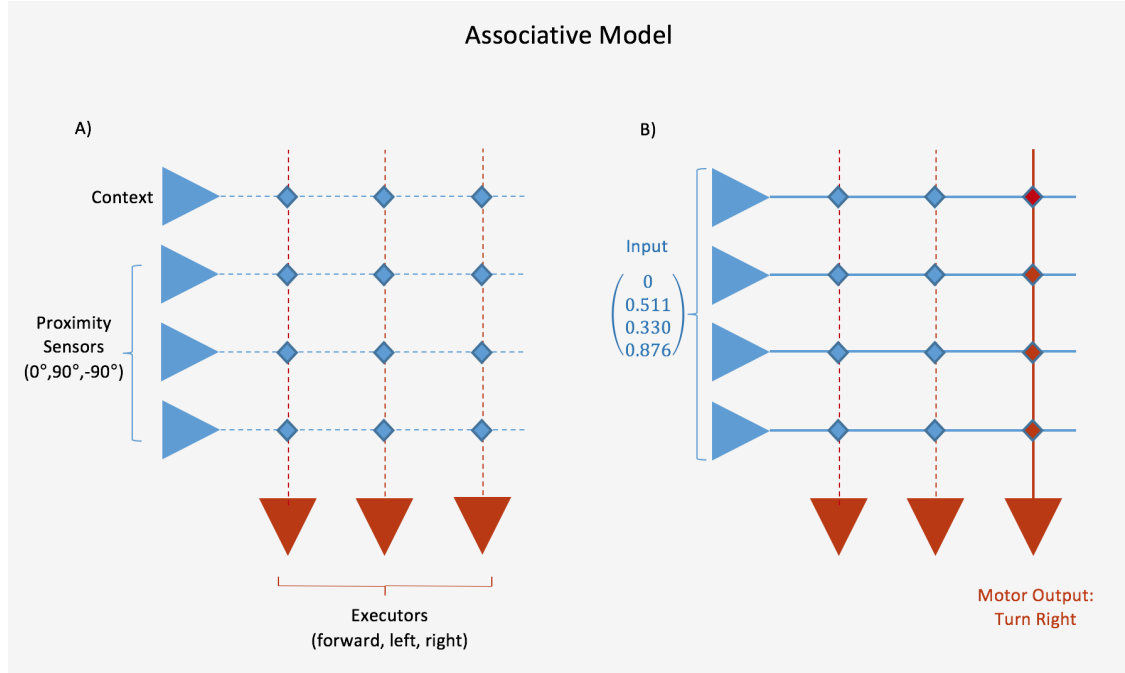 Associative Model
A)
Context
Proximity
Sensors
(0°,90°,-90°)
Executors
(forward, left, right)
B)
Input
0
0.511
0.330
0.876
Motor Output:
Turn Right